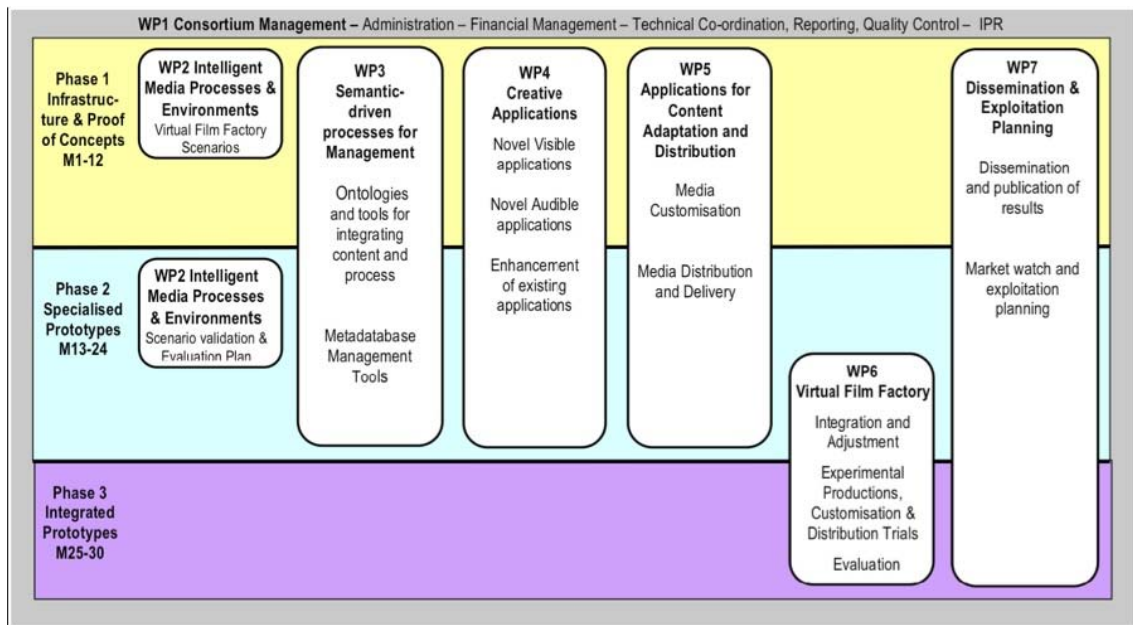 WP1 Consortium Management – Administration – Financial Management – Technical Co-ordination, Reporting, Quality Control – IPR
Phase 1
Infrastruc-
ture & Proof
of Concepts
M1-12
WP2 Intelligent
Media Processes &
Environments
Virtual Film Factory
Scenarios
WP3
Semantic-
driven
processes for
Management
Ontologies
and tools for
integrating
content and
process
Metadatabase
Management
Tools
WP4
Creative
Applications
Novel Visible
applications
Novel Audible
applications
Enhancement
of existing
applications
WP5
Applications for
Content
Adaptation and
Distribution
Media
Customisation
Media Distribution
and Delivery
WP7
Dissemination &
Exploitation
Planning
Dissemination
and publication of
results
Market watch and
exploitation
planning
Phase 2
Specialised
Prototypes
M13-24
WP2 Intelligent
Media Processes
& Environments
Scenario validation &
Evaluation Plan
WP6
Virtual Film Factory
Integration and
Adjustment
Experimental
Productions,
Customisation &
Distribution Trials
Evaluation
Phase 3
Integrated
Prototypes
M25-30